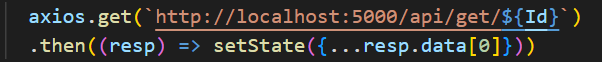 axios.get(`http://localhost:5000/api/get/${Id}`)
.then((resp) => setState({...resp.data[0]}))